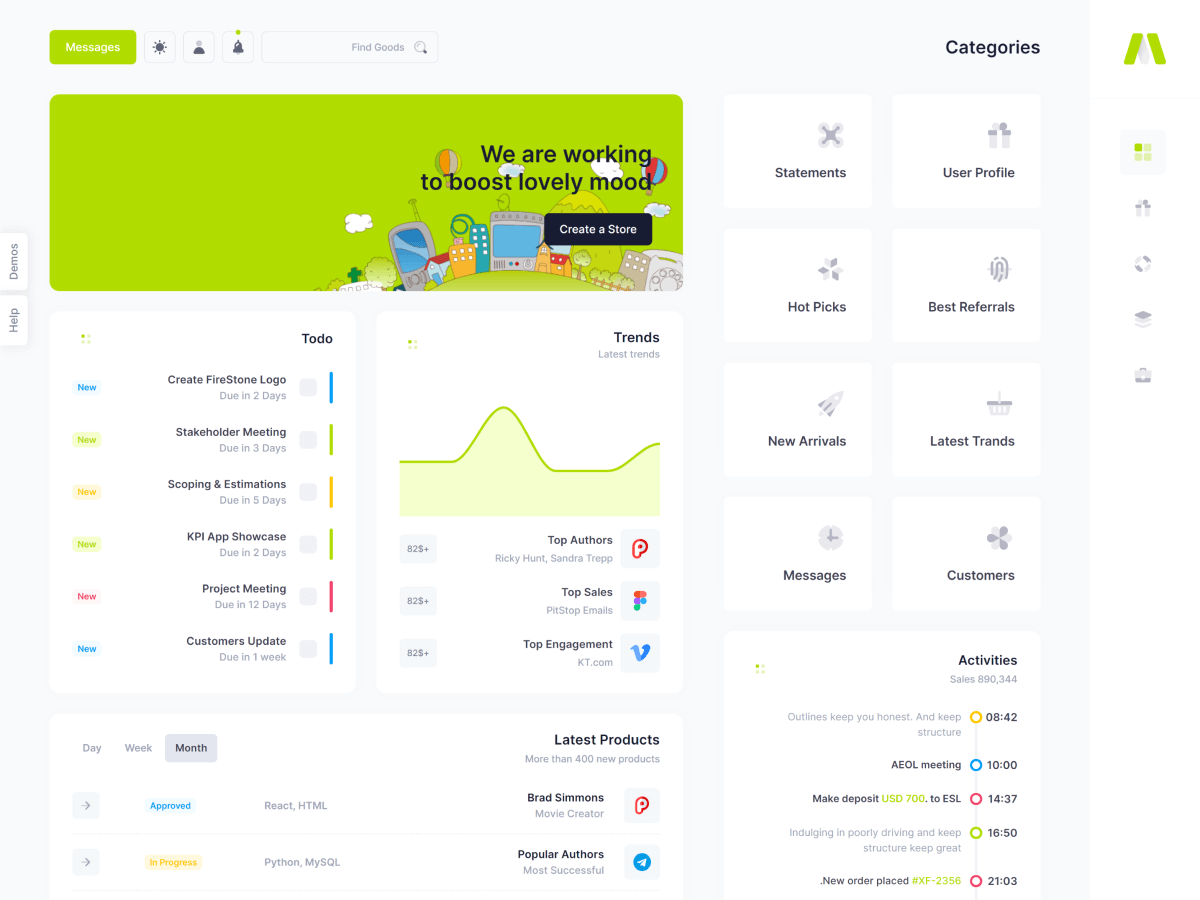 Messages
Find Goods
Categories
We are working
to boost lovely mood
Create a Store
Demos
Help
Statements
User Profile
Hot Picks
Best Referrals
New Arrivals
Latest Trands
Messages
Customers
Todo
New
Create FireStone Logo
Due in 2 Days
New
Stakeholder Meeting
Due in 3 Days
New
Scoping & Estimations
Due in 5 Days
New
KPI App Showcase
Due in 2 Days
New
Project Meeting
Due in 12 Days
New
Customers Update
Due in 1 week
Trends
Latest trends
82$+
Top Authors
Ricky Hunt, Sandra Trepp
82$+
Top Sales
PitStop Emails
82$+
Top Engagement
KT.com
Day Week Month
Latest Products
More than 400 new products
Approved
React, HTML
Brad Simmons
Movie Creator
In Progress
Python, MySQL
Popular Authors
Most Successful
Activities
Sales 890,344
Outlines keep you honest. And keep
structure
08:42
AEOL meeting
10:00
Make deposit USD 700. to ESL
14:37
Indulging in poorly driving and keep
structure keep great
16:50
.New order placed #XF-2356
21:03